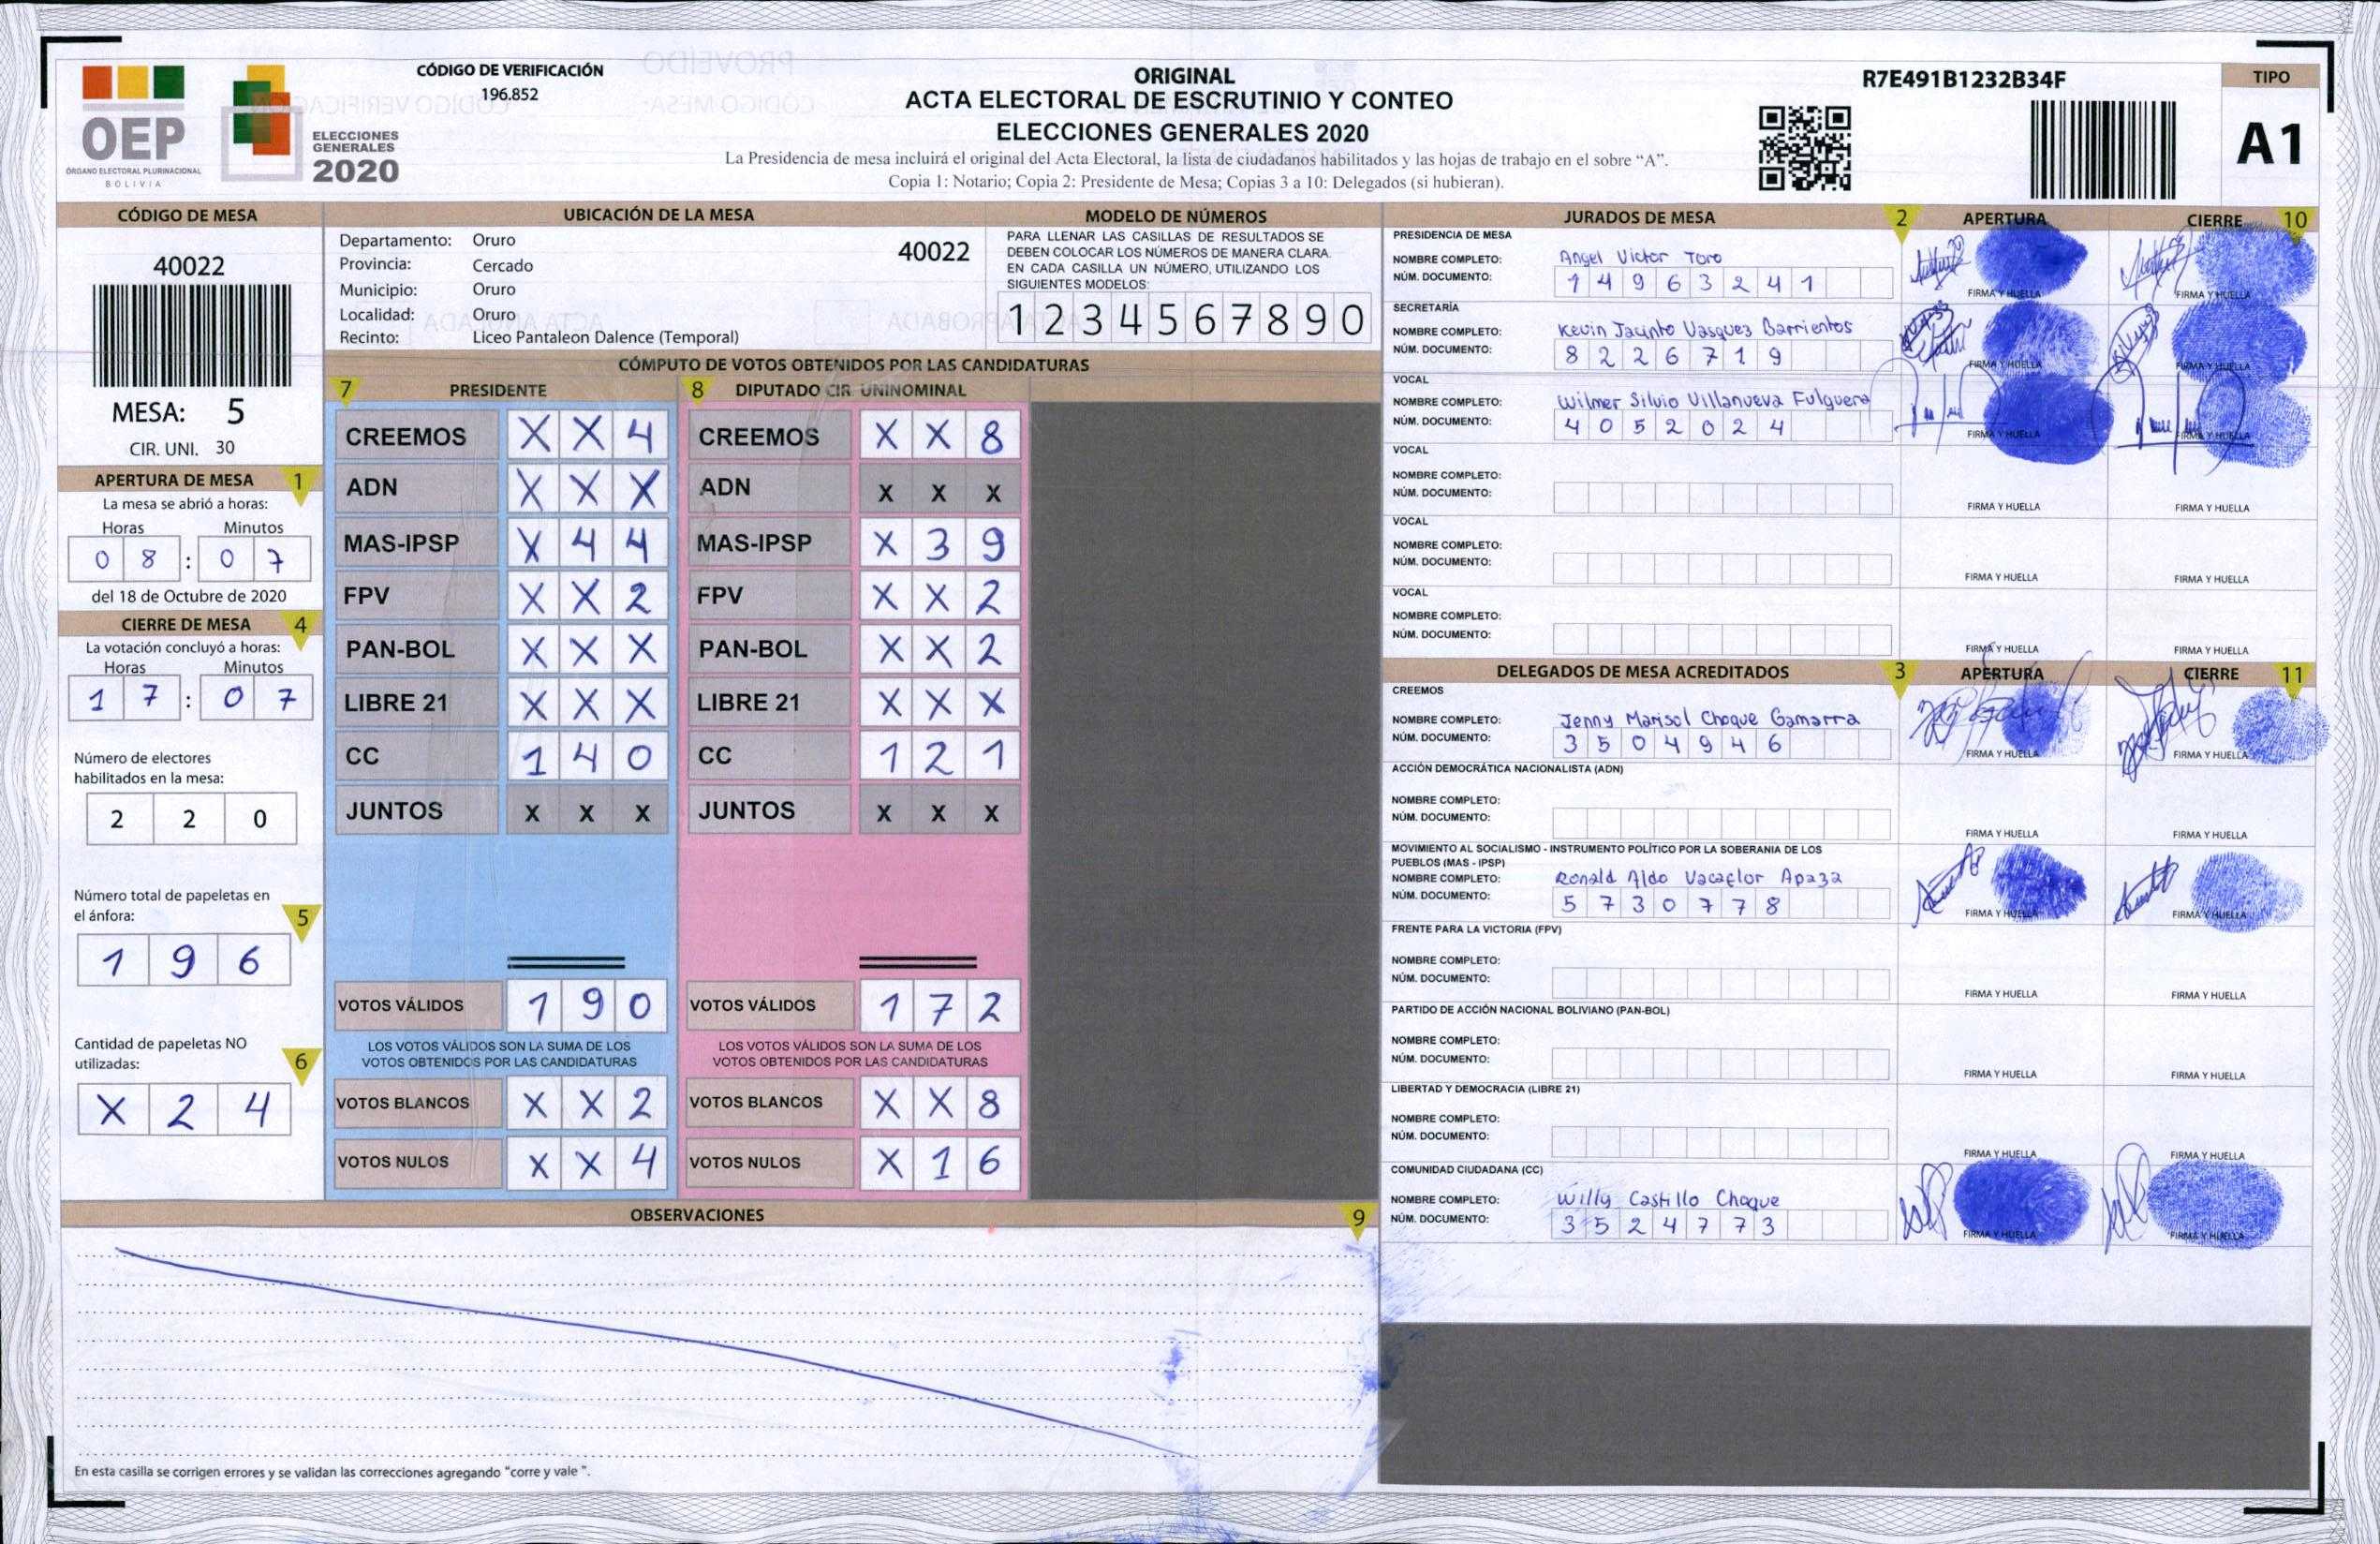 OEP
ÓRGANO ELECTORAL PLURINACIONAL
BOLIVIA
ELECCIONES
GENERALES
2020
CÓDIGO DE VERIFICACIÓN
196.852
ORIGINAL
ACTA ELECTORAL DE ESCRUTINIO Y CONTEO
ELECCIONES GENERALES 2020
La Presidencia de mesa incluirá el original del Acta Electoral, la lista de ciudadanos habilitados y las hojas de trabajo en el sobre “A”.
Copia 1: Notario; Copia 2: Presidente de Mesa; Copias 3 a 10: Delegados (si hubieran).
R7E491B1232B34F
TIPO
A1
CÓDIGO DE MESA
40022
MESA: 5
CIR. UNI. 30
APERTURA DE MESA 1
La mesa se abrió a horas:
Horas Minutos
0 8 : 0 7
del 18 de Octubre de 2020
CIERRE DE MESA 4
La votación concluyó a horas:
Horas Minutos
1 7 : 0 7
Número de electores
habilitados en la mesa:
2 2 0
Número total de papeletas en
el ánfora: 5
1 9 6
Cantidad de papeletas NO
utilizadas: 6
X 2 4
UBICACIÓN DE LA MESA
Departamento: Oruro 40022
Provincia: Cercado
Municipio: Oruro
Localidad: Oruro
Recinto: Liceo Pantaleon Dalence (Temporal)
MODELO DE NÚMEROS
PARA LLENAR LAS CASILLAS DE RESULTADOS SE
DEBEN COLOCAR LOS NÚMEROS DE MANERA CLARA.
EN CADA CASILLA UN NÚMERO, UTILIZANDO LOS
SIGUIENTES MODELOS:
1 2 3 4 5 6 7 8 9 0
CÓMPUTO DE VOTOS OBTENIDOS POR LAS CANDIDATURAS
7 PRESIDENTE 8 DIPUTADO CIR. UNINOMINAL
CREEMOS X X 4 CREEMOS X X 8
ADN X X X ADN X X X
MAS-IPSP X 4 4 MAS-IPSP X 3 9
FPV X X 2 FPV X X 2
PAN-BOL X X X PAN-BOL X X 2
LIBRE 21 X X X LIBRE 21 X X X
CC 1 4 0 CC 1 2 1
JUNTOS X X X JUNTOS X X X
VOTOS VÁLIDOS 1 9 0 VOTOS VÁLIDOS 1 7 2
LOS VOTOS VÁLIDOS SON LA SUMA DE LOS LOS VOTOS VÁLIDOS SON LA SUMA DE LOS
VOTOS OBTENIDOS POR LAS CANDIDATURAS VOTOS OBTENIDOS POR LAS CANDIDATURAS
VOTOS BLANCOS X X 2 VOTOS BLANCOS X X 8
VOTOS NULOS X X 4 VOTOS NULOS X 1 6
OBSERVACIONES 9
En esta casilla se corrigen errores y se validan las correcciones agregando "corre y vale ".
JURADOS DE MESA 2 APERTURA CIERRE 10
PRESIDENCIA DE MESA
NOMBRE COMPLETO: Angel Victor Toro
NÚM. DOCUMENTO: 1 4 9 6 3 2 4 1
FIRMA Y HUELLA FIRMA Y HUELLA
SECRETARÍA
NOMBRE COMPLETO: Kevin Jacinto Vasquez Barrientos
NÚM. DOCUMENTO: 8 2 2 6 7 1 9
FIRMA Y HUELLA FIRMA Y HUELLA
VOCAL
NOMBRE COMPLETO: Wilmer Silvio Villanueva Fulguera
NÚM. DOCUMENTO: 4 0 5 2 0 2 4
FIRMA Y HUELLA FIRMA Y HUELLA
VOCAL
NOMBRE COMPLETO:
NÚM. DOCUMENTO:
FIRMA Y HUELLA FIRMA Y HUELLA
VOCAL
NOMBRE COMPLETO:
NÚM. DOCUMENTO:
FIRMA Y HUELLA FIRMA Y HUELLA
VOCAL
NOMBRE COMPLETO:
NÚM. DOCUMENTO:
FIRMA Y HUELLA FIRMA Y HUELLA
DELEGADOS DE MESA ACREDITADOS 3 APERTURA CIERRE 11
CREEMOS
NOMBRE COMPLETO: Jenny Marisol Choque Gamarra
NÚM. DOCUMENTO: 3 5 0 4 9 4 6
FIRMA Y HUELLA FIRMA Y HUELLA
ACCIÓN DEMOCRÁTICA NACIONALISTA (ADN)
NOMBRE COMPLETO:
NÚM. DOCUMENTO:
FIRMA Y HUELLA FIRMA Y HUELLA
MOVIMIENTO AL SOCIALISMO - INSTRUMENTO POLÍTICO POR LA SOBERANIA DE LOS
PUEBLOS (MAS - IPSP)
NOMBRE COMPLETO: Ronald Aldo Vacaflor Apaza
NÚM. DOCUMENTO: 5 7 3 0 7 7 8
FIRMA Y HUELLA FIRMA Y HUELLA
FRENTE PARA LA VICTORIA (FPV)
NOMBRE COMPLETO:
NÚM. DOCUMENTO:
FIRMA Y HUELLA FIRMA Y HUELLA
PARTIDO DE ACCIÓN NACIONAL BOLIVIANO (PAN-BOL)
NOMBRE COMPLETO:
NÚM. DOCUMENTO:
FIRMA Y HUELLA FIRMA Y HUELLA
LIBERTAD Y DEMOCRACIA (LIBRE 21)
NOMBRE COMPLETO:
NÚM. DOCUMENTO:
FIRMA Y HUELLA FIRMA Y HUELLA
COMUNIDAD CIUDADANA (CC)
NOMBRE COMPLETO: Willy Castillo Choque
NÚM. DOCUMENTO: 3 5 2 4 7 7 3
FIRMA Y HUELLA FIRMA Y HUELLA